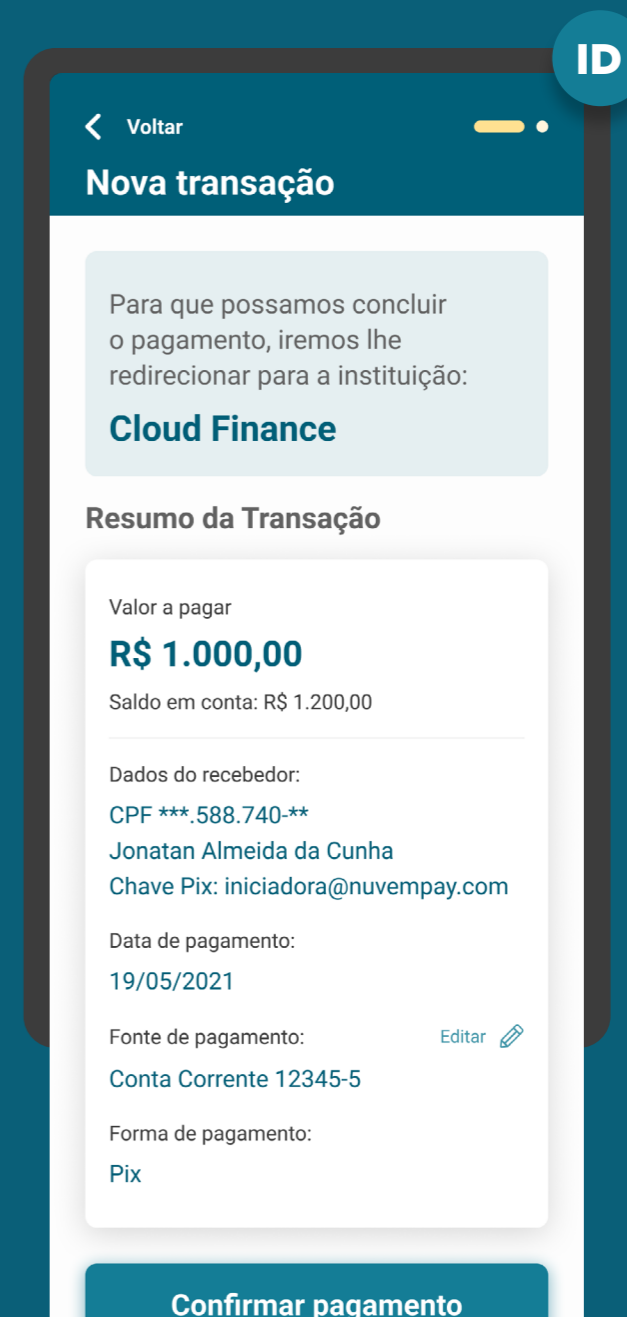 ID
Voltar
Nova transação
Para que possamos concluir
o pagamento, iremos lhe
redirecionar para a instituição:
Cloud Finance
Resumo da Transação
Valor a pagar
R$ 1.000,00
Saldo em conta: R$ 1.200,00
Dados do recebedor:
CPF ***.588.740-**
Jonatan Almeida da Cunha
Chave Pix: iniciadora@nuvempay.com
Data de pagamento:
19/05/2021
Fonte de pagamento:
Editar
Conta Corrente 12345-5
Forma de pagamento:
Pix
Confirmar pagamento